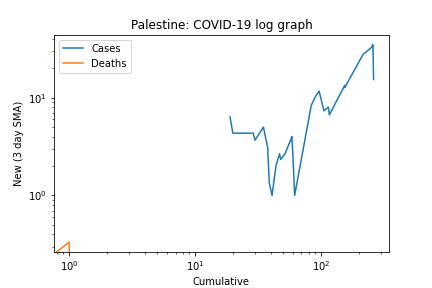 Palestine: COVID-19 log graph
Cases
Deaths
New (3 day SMA)
10¹
10⁰
10⁰ 10¹ 10²
Cumulative